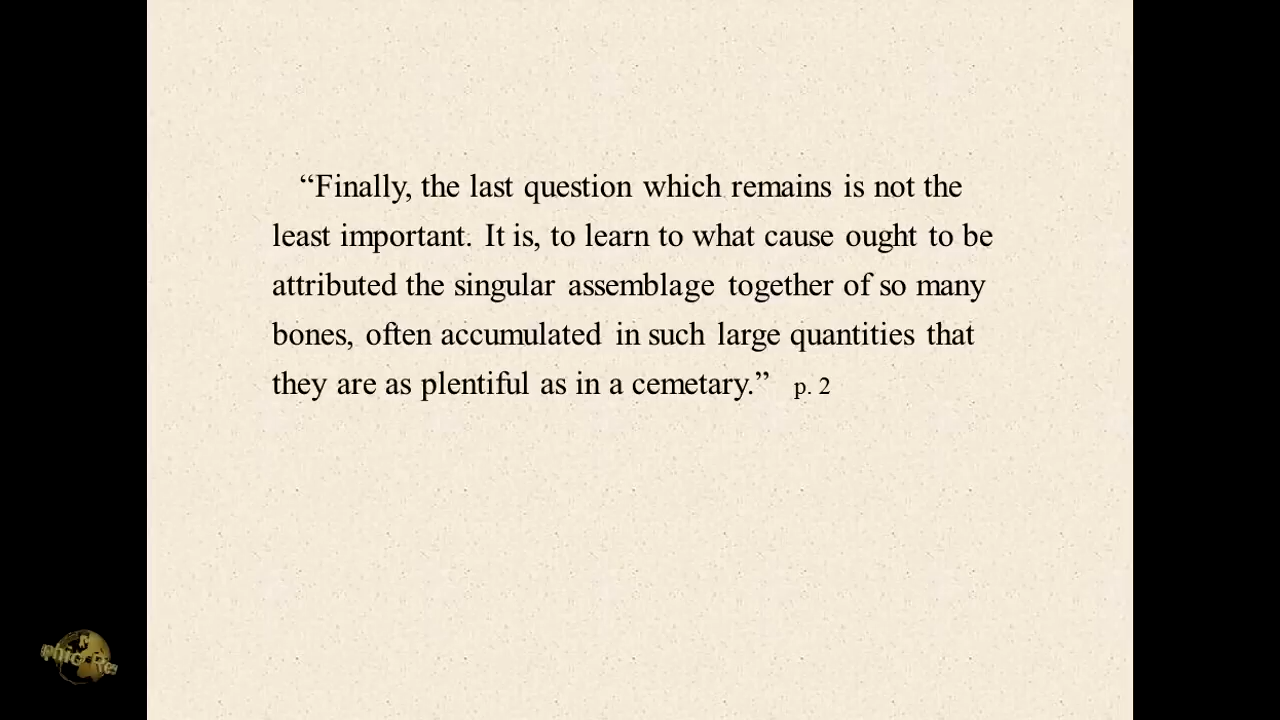 “Finally, the last question which remains is not the
least important. It is, to learn to what cause ought to be
attributed the singular assemblage together of so many
bones, often accumulated in such large quantities that
they are as plentiful as in a cemetary.” p. 2